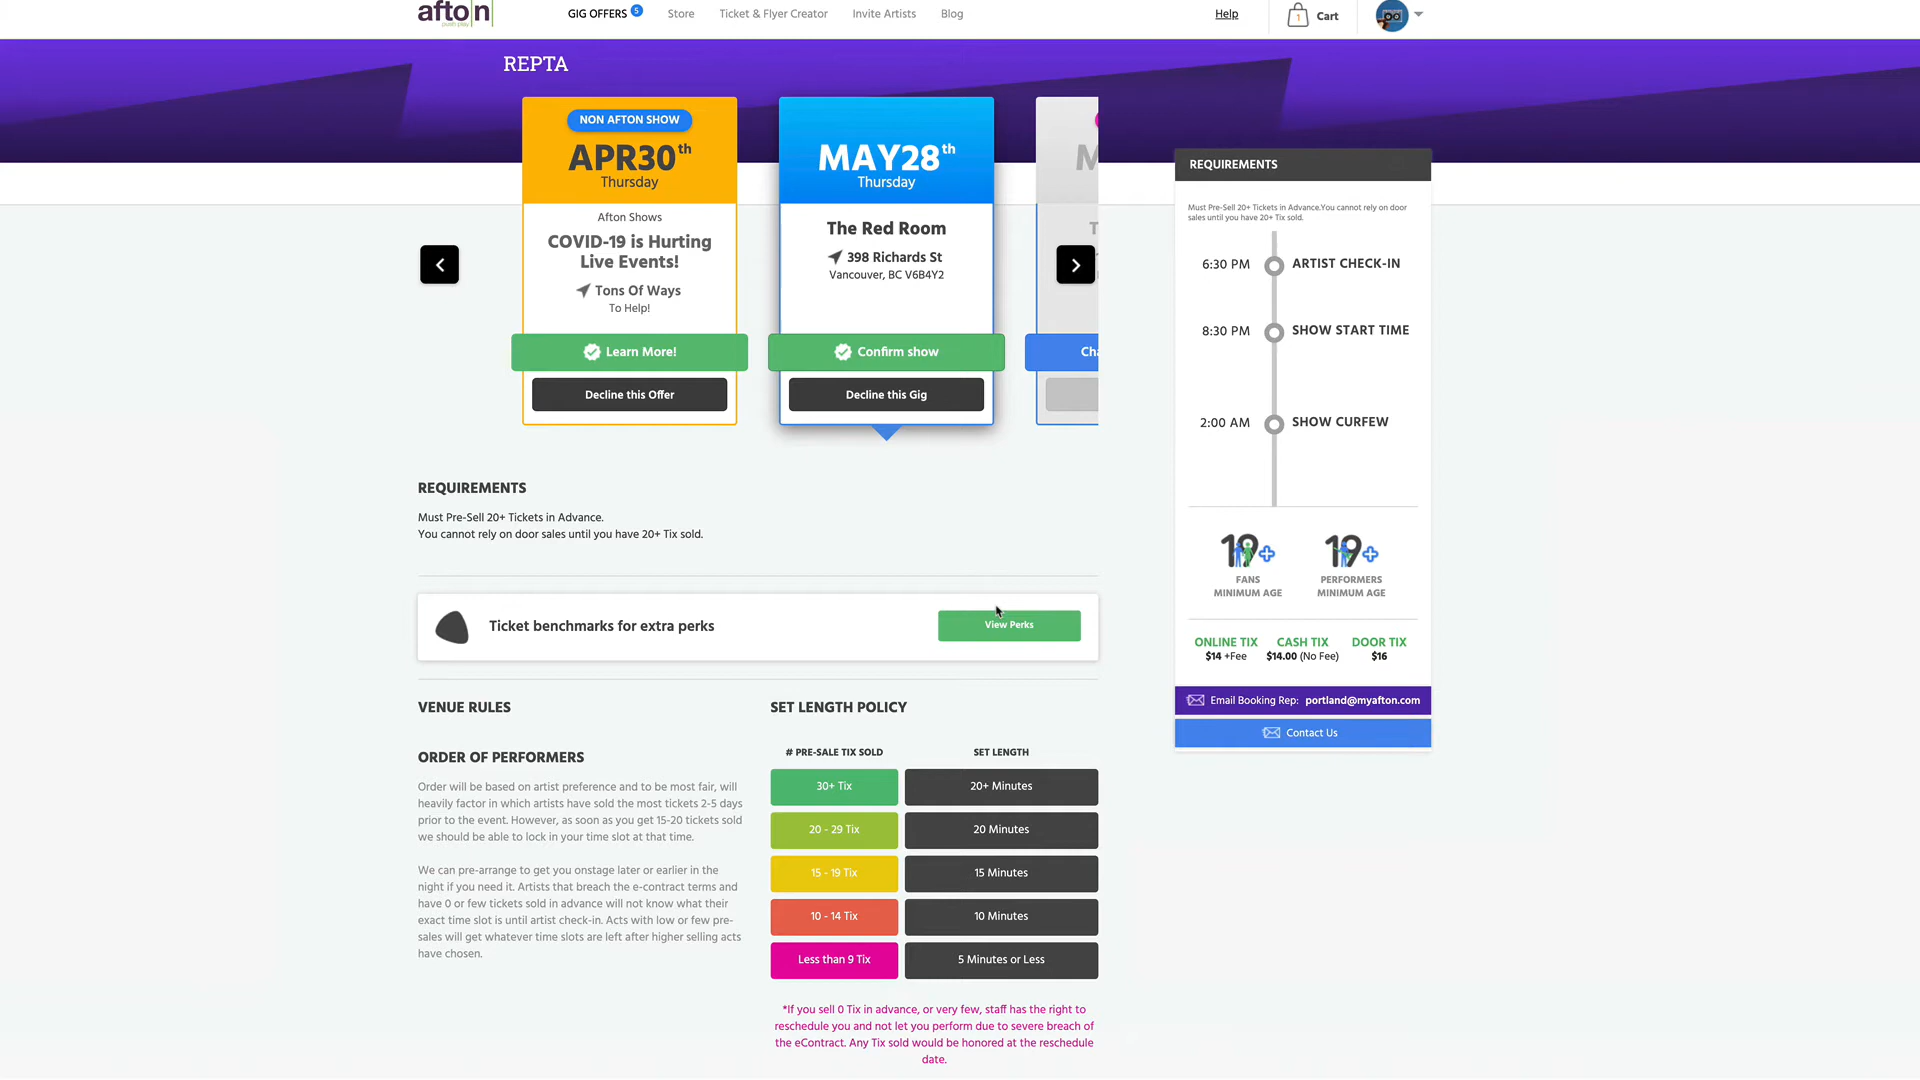 afton
GIG OFFERS 5
Store
Ticket & Flyer Creator
Invite Artists
Blog
Help
1
Cart
REPTA
NON AFTON SHOW
APR30th
Thursday
Afton Shows
COVID-19 is Hurting
Live Events!
Tons Of Ways
To Help!
Learn More!
Decline this Offer
MAY28th
Thursday
The Red Room
398 Richards St
Vancouver, BC V6B4Y2
Confirm show
Decline this Gig
M
T
Cha
REQUIREMENTS
Must Pre-Sell 20+ Tickets in Advance.
You cannot rely on door sales until you have 20+ Tix sold.
Ticket benchmarks for extra perks
View Perks
VENUE RULES
ORDER OF PERFORMERS
Order will be based on artist preference and to be most fair, will
heavily factor in which artists have sold the most tickets 2-5 days
prior to the event. However, as soon as you get 15-20 tickets sold
we should be able to lock in your time slot at that time.
We can pre-arrange to get you onstage later or earlier in the
night if you need it. Artists that breach the e-contract terms and
have 0 or few tickets sold in advance will not know what their
exact time slot is until artist check-in. Acts with low or few pre-
sales will get whatever time slots are left after higher selling acts
have chosen.
SET LENGTH POLICY
# PRE-SALE TIX SOLD
SET LENGTH
30+ Tix
20+ Minutes
20 - 29 Tix
20 Minutes
15 - 19 Tix
15 Minutes
10 - 14 Tix
10 Minutes
Less than 9 Tix
5 Minutes or Less
*If you sell 0 Tix in advance, or very few, staff has the right to
reschedule you and not let you perform due to severe breach of
the eContract. Any Tix sold would be honored at the reschedule
date.
REQUIREMENTS
Must Pre-Sell 20+ Tickets in Advance.You cannot rely on door
sales until you have 20+ Tix sold.
6:30 PM
ARTIST CHECK-IN
8:30 PM
SHOW START TIME
2:00 AM
SHOW CURFEW
19+
FANS
MINIMUM AGE
19+
PERFORMERS
MINIMUM AGE
ONLINE TIX
$14 +Fee
CASH TIX
$14.00 (No Fee)
DOOR TIX
$16
Email Booking Rep: portland@myafton.com
Contact Us